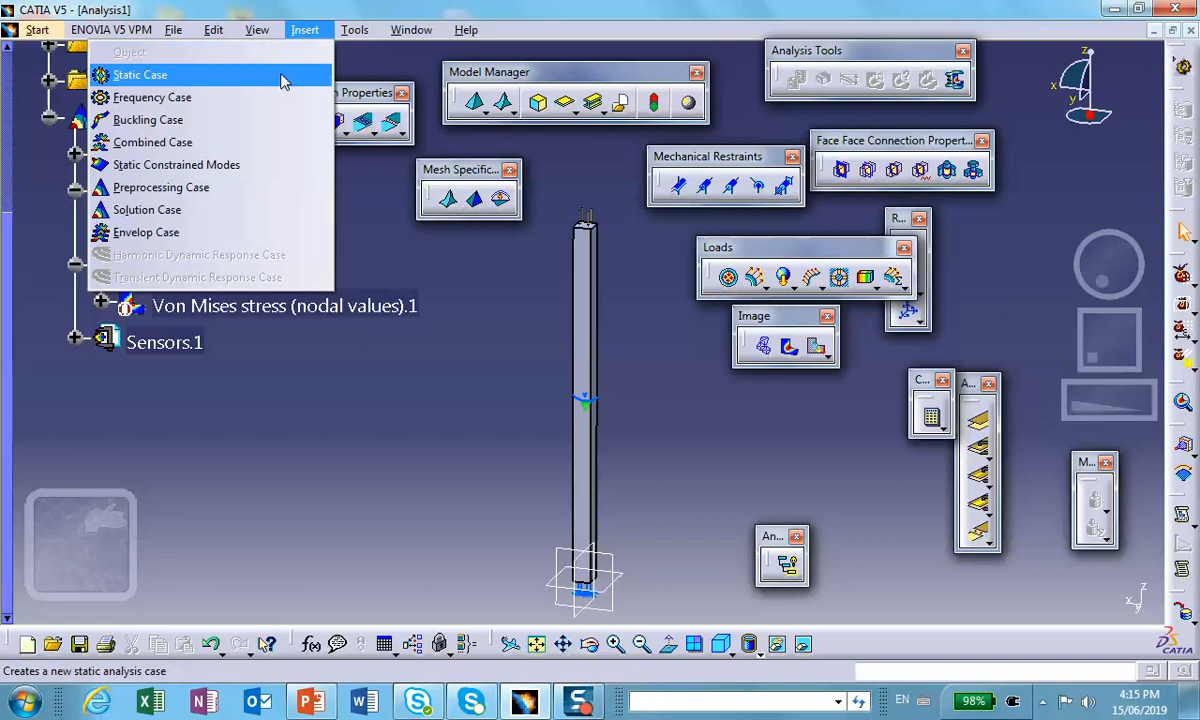 CATIA V5 - [Analysis1]
Start ENOVIA V5 VPM File Edit View Insert Tools Window Help
Object
Static Case
Frequency Case
Buckling Case
Combined Case
Static Constrained Modes
Preprocessing Case
Solution Case
Envelop Case
Harmonic Dynamic Response Case
Transient Dynamic Response Case
Von Mises stress (nodal values).1
Sensors.1
n Properties
Model Manager
Analysis Tools
Mesh Specific...
Mechanical Restraints
Face Face Connection Propert...
R...
Loads
Image
C...
A...
M...
An...
z
x
y
z
x y
f(x)
CATIA
Creates a new static analysis case
EN
98%
4:15 PM
15/06/2019